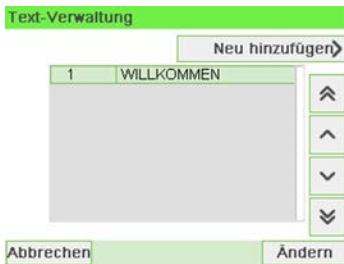 Text-Verwaltung
Neu hinzufügen
1 WILLKOMMEN
Abbrechen Ändern